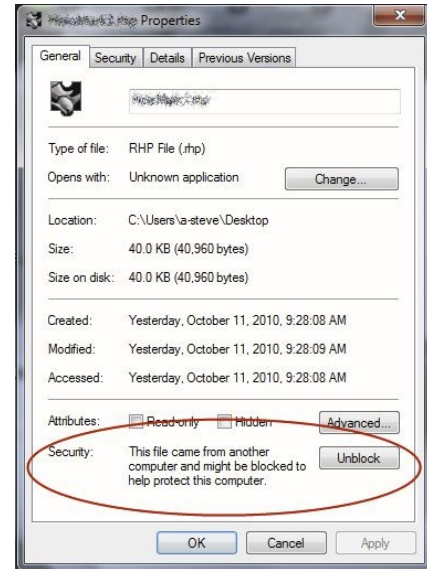 Properties
General Security Details Previous Versions
Type of file: RHP File (.rhp)
Opens with: Unknown application Change...
Location: C:\Users\a-steve\Desktop
Size: 40.0 KB (40,960 bytes)
Size on disk: 40.0 KB (40,960 bytes)
Created: Yesterday, October 11, 2010, 9:28:08 AM
Modified: Yesterday, October 11, 2010, 9:28:09 AM
Accessed: Yesterday, October 11, 2010, 9:28:08 AM
Attributes: Read-only Hidden Advanced...
Security: This file came from another
computer and might be blocked to Unblock
help protect this computer.
OK Cancel Apply